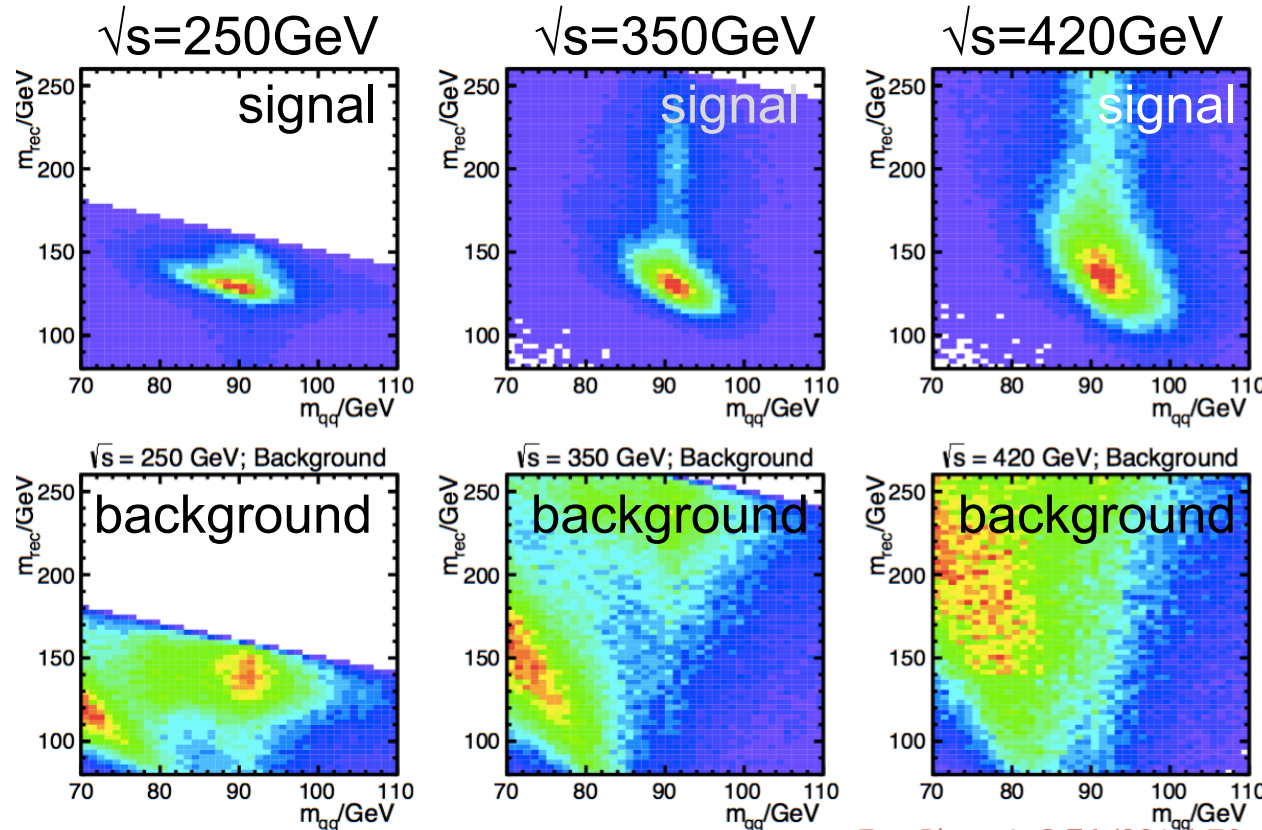 √s=250GeV √s=350GeV √s=420GeV
m_rec/GeV 250 200 150 100 signal
70 80 90 100 110
m_qq/GeV
m_rec/GeV 250 200 150 100 signal
70 80 90 100 110
m_qq/GeV
m_rec/GeV 250 200 150 100 signal
70 80 90 100 110
m_qq/GeV
√s = 250 GeV; Background
m_rec/GeV 250 200 150 100 background
70 80 90 100 110
m_qq/GeV
√s = 350 GeV; Background
m_rec/GeV 250 200 150 100 background
70 80 90 100 110
m_qq/GeV
√s = 420 GeV; Background
m_rec/GeV 250 200 150 100 background
70 80 90 100 110
m_qq/GeV